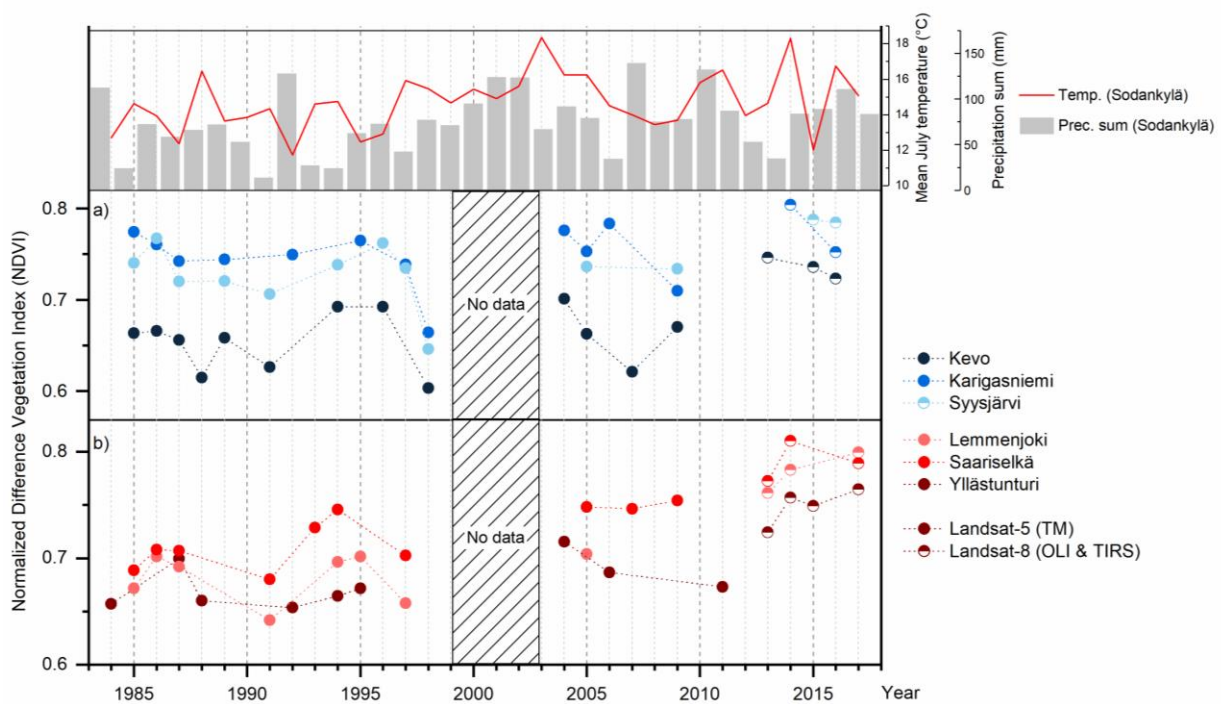 18
16
14
12
10
Mean July temperature (°C)
150
100
50
0
Precipitation sum (mm)
Temp. (Sodankylä)
Prec. sum (Sodankylä)
Normalized Difference Vegetation Index (NDVI)
a)
0.8
0.7
0.6
No data
Kevo
Karigasniemi
Syysjärvi
b)
0.8
0.7
0.6
No data
Lemmenjoki
Saariselkä
Yllästunturi
Landsat-5 (TM)
Landsat-8 (OLI & TIRS)
1985 1990 1995 2000 2005 2010 2015 Year